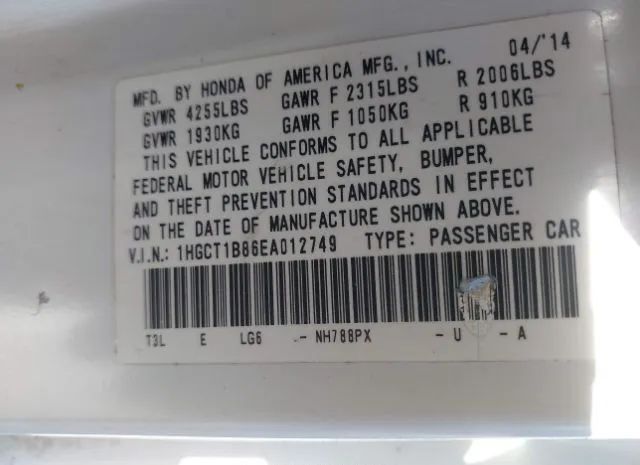 MFD. BY HONDA OF AMERICA MFG., INC. 04/'14
GVWR 4255LBS GAWR F 2315LBS R 2006LBS
GVWR 1930KG GAWR F 1050KG R 910KG
THIS VEHICLE CONFORMS TO ALL APPLICABLE
FEDERAL MOTOR VEHICLE SAFETY, BUMPER,
AND THEFT PREVENTION STANDARDS IN EFFECT
ON THE DATE OF MANUFACTURE SHOWN ABOVE.
V.I.N.: 1HGCT1B86EA012749 TYPE: PASSENGER CAR
T3L E LG6 - NH788PX - U - A